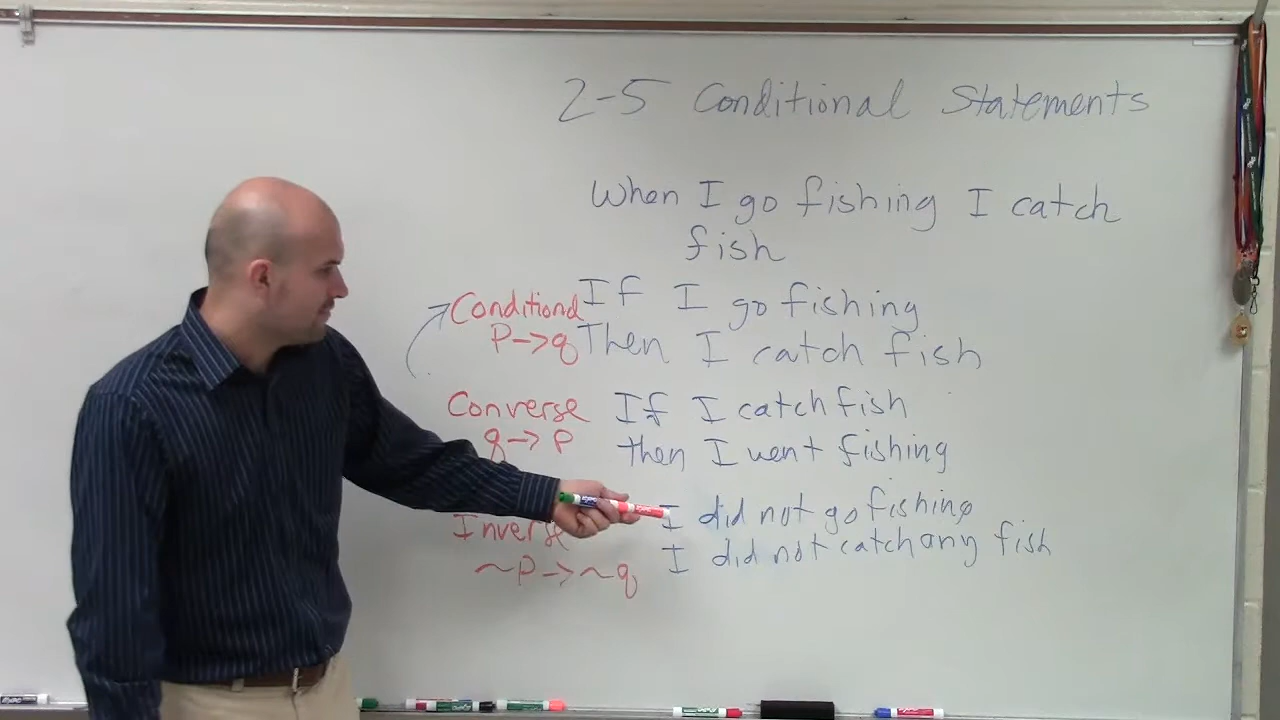 2-5 Conditional Statements
When I go fishing I catch
fish
Conditional If I go fishing
P→q Then I catch fish
Converse If I catch fish
q→P then I went fishing
Inverse I did not go fishing
~P→~q I did not catch any fish